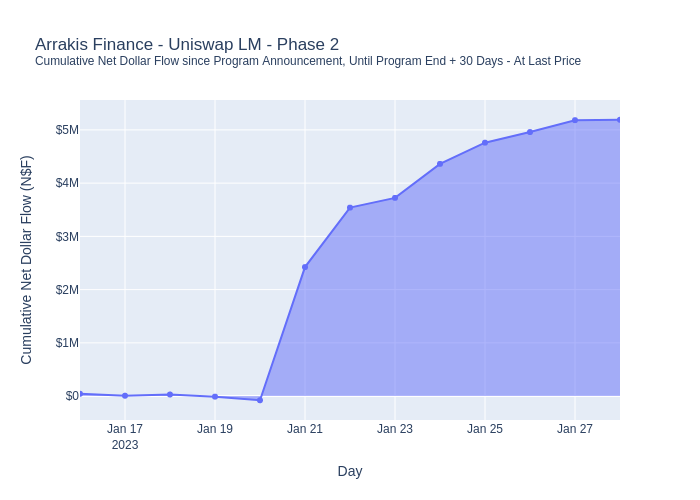 Arrakis Finance - Uniswap LM - Phase 2
Cumulative Net Dollar Flow since Program Announcement, Until Program End + 30 Days - At Last Price
Cumulative Net Dollar Flow (N$F)
$5M
$4M
$3M
$2M
$1M
$0
Jan 17 Jan 19 Jan 21 Jan 23 Jan 25 Jan 27
2023
Day